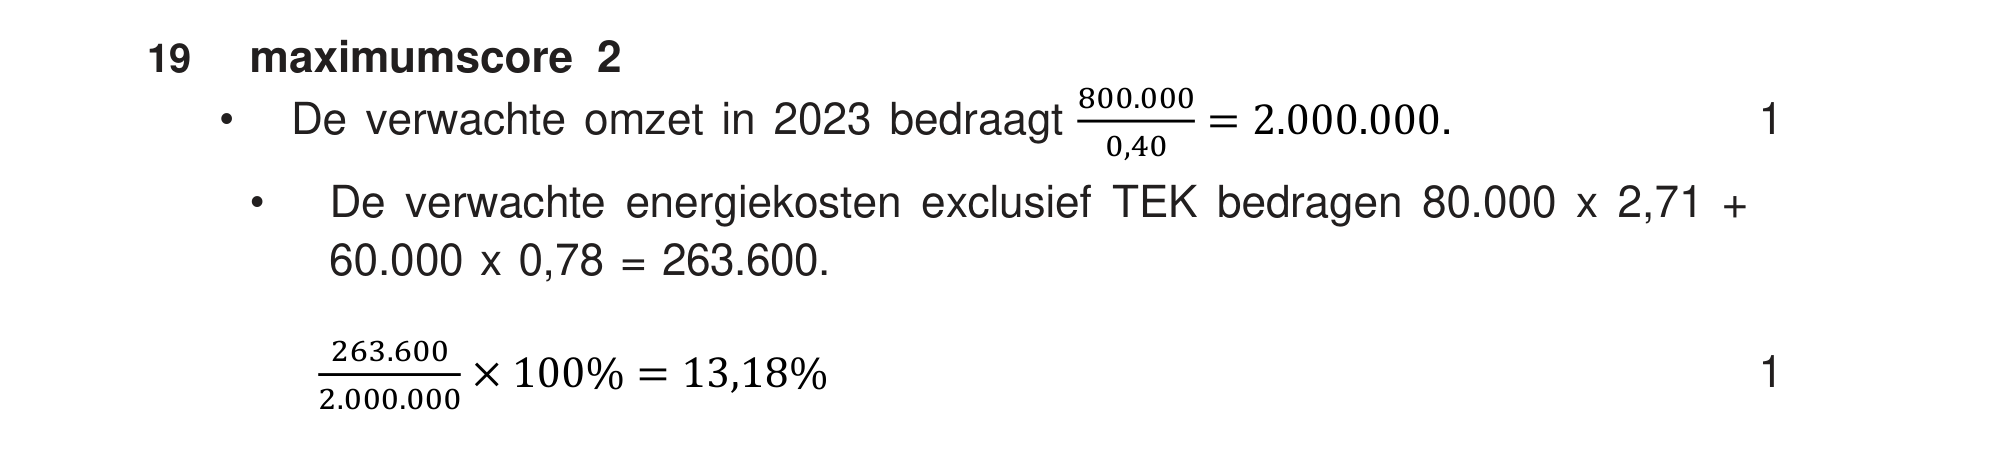 19 maximumscore 2
• De verwachte omzet in 2023 bedraagt 800.000/0,40 = 2.000.000. 1
• De verwachte energiekosten exclusief TEK bedragen 80.000 x 2,71 +
60.000 x 0,78 = 263.600.
263.600/2.000.000 × 100% = 13,18% 1